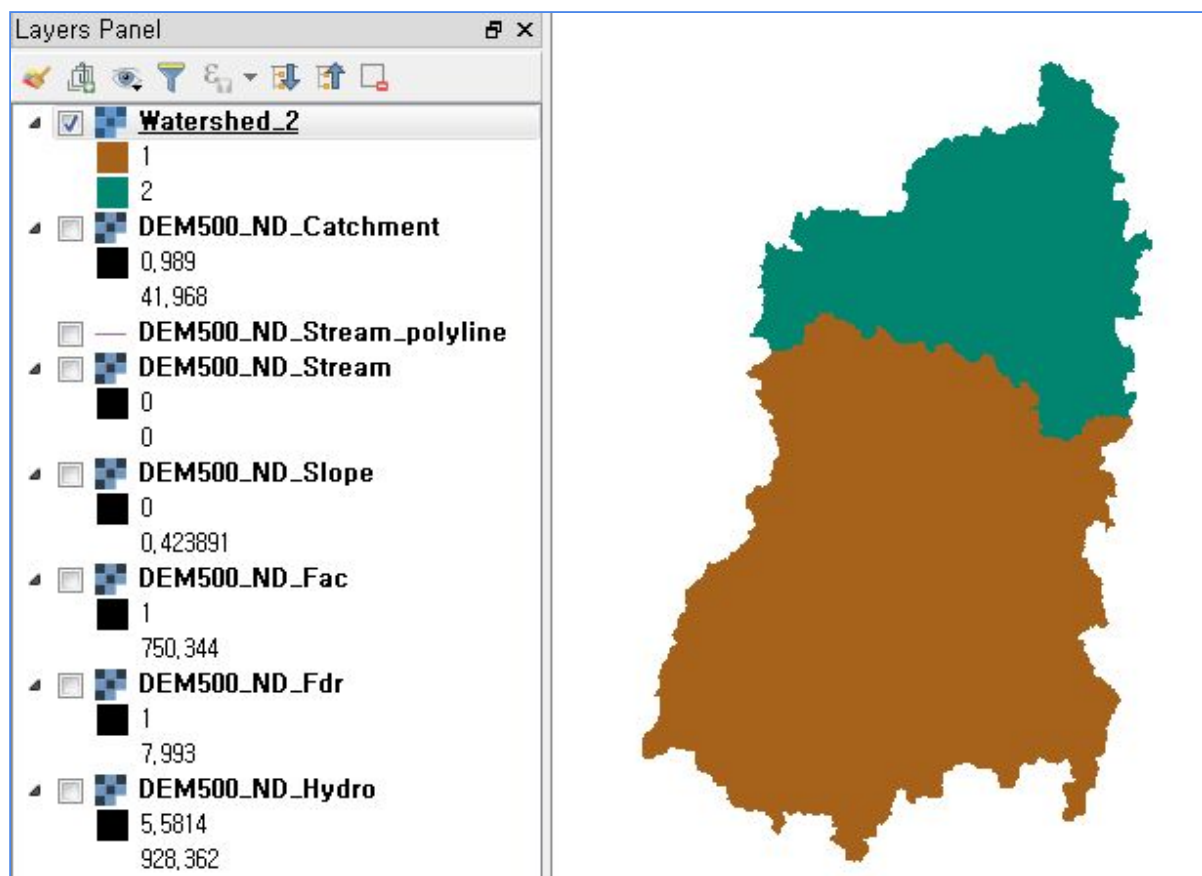 Layers Panel
Watershed_2
1
2
DEM500_ND_Catchment
0,989
41,968
DEM500_ND_Stream_polyline
DEM500_ND_Stream
0
0
DEM500_ND_Slope
0
0,423891
DEM500_ND_Fac
1
750,344
DEM500_ND_Fdr
1
7,993
DEM500_ND_Hydro
5,5814
928,362